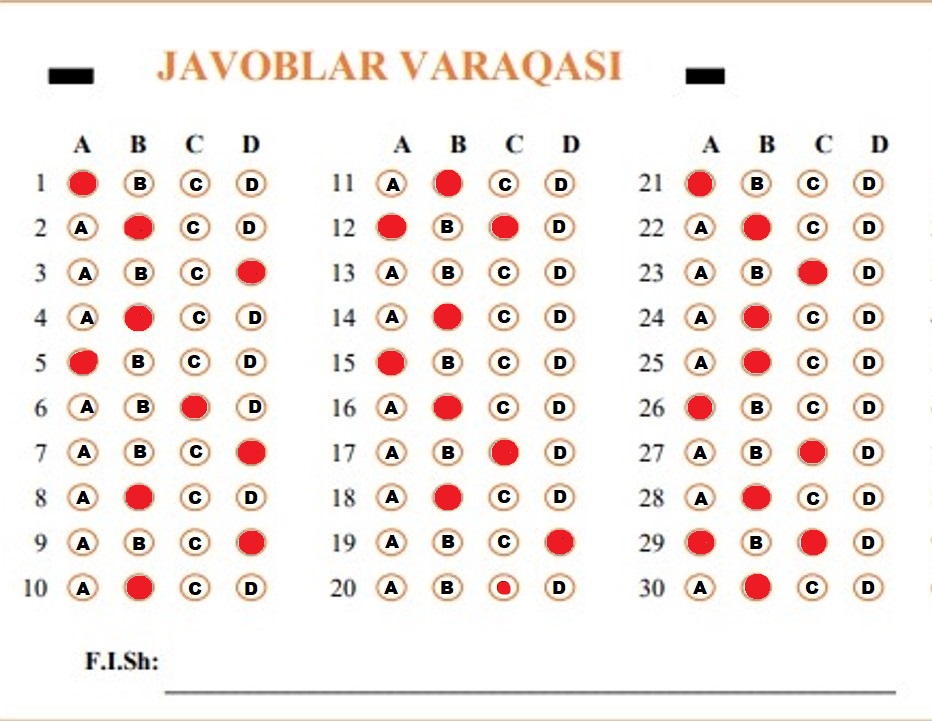 JAVOBLAR VARAQASI
A B C D A B C D A B C D
1 B C D 11 A C D 21 B C D
2 A C D 12 B D 22 A C D
3 A B C 13 A B C D 23 A B D
4 A C D 14 A C D 24 A C D
5 B C D 15 B C D 25 A C D
6 A B D 16 A C D 26 B C D
7 A B C 17 A B D 27 A B D
8 A C D 18 A C D 28 A C D
9 A B C 19 A B C 29 B D
10 A C D 20 A B D 30 A C D
F.I.Sh: